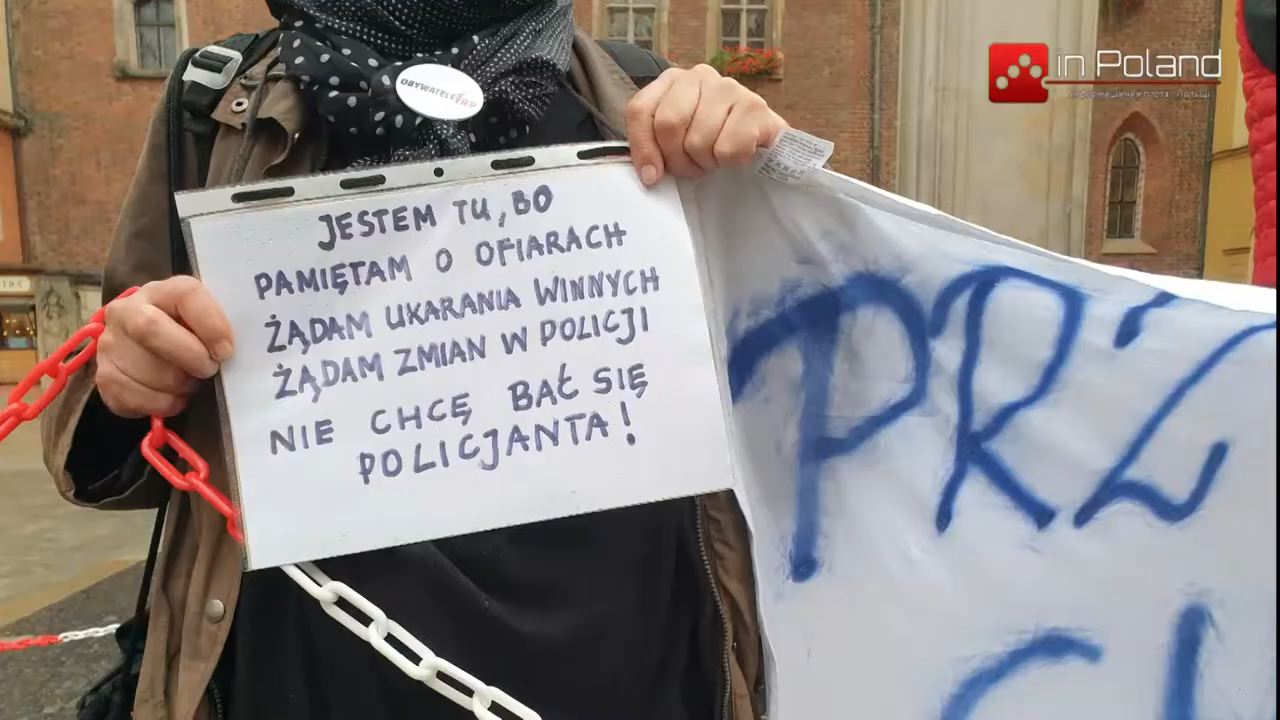 in Poland
OBYWATELE RP
JESTEM TU, BO
PAMIĘTAM O OFIARACH
ŻĄDAM UKARANIA WINNYCH
ŻĄDAM ZMIAN W POLICJI
NIE CHCĘ BAĆ SIĘ
POLICJANTA!
PRZ